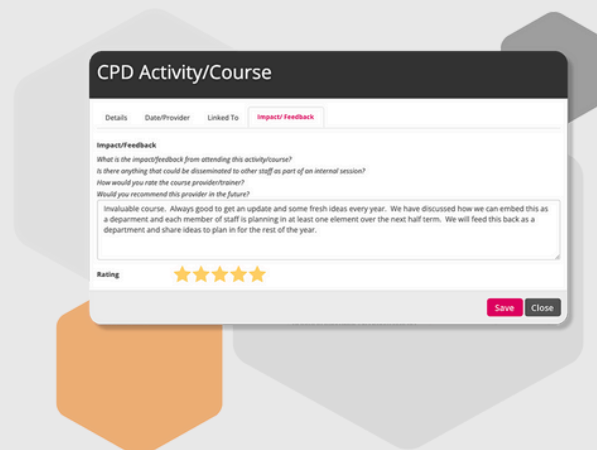 CPD Activity/Course
Details Date/Provider Linked To Impact/ Feedback
Impact/Feedback
What is the impact/feedback from attending this activity/course?
Is there anything that could be disseminated to other staff as part of an internal session?
How would you rate the course provider/trainer?
Would you recommend this provider in the future?
Invaluable course. Always good to get an update and some fresh ideas every year. We have discussed how we can embed this as
a deparment and each member of staff is planning in at least one element over the next half term. We will feed this back as a
department and share ideas to plan in for the rest of the year.
Rating
Save Close